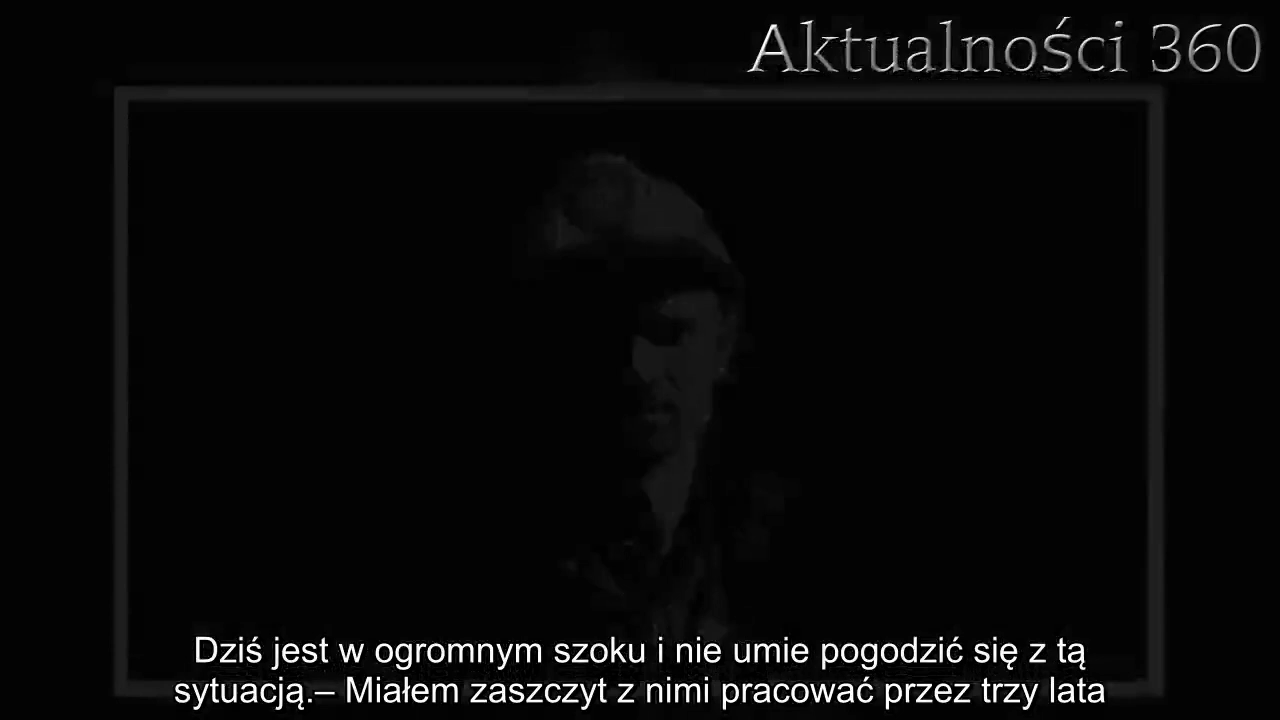 Aktualności 360
Dziś jest w ogromnym szoku i nie umie pogodzić się z tą
sytuacją.– Miałem zaszczyt z nimi pracować przez trzy lata